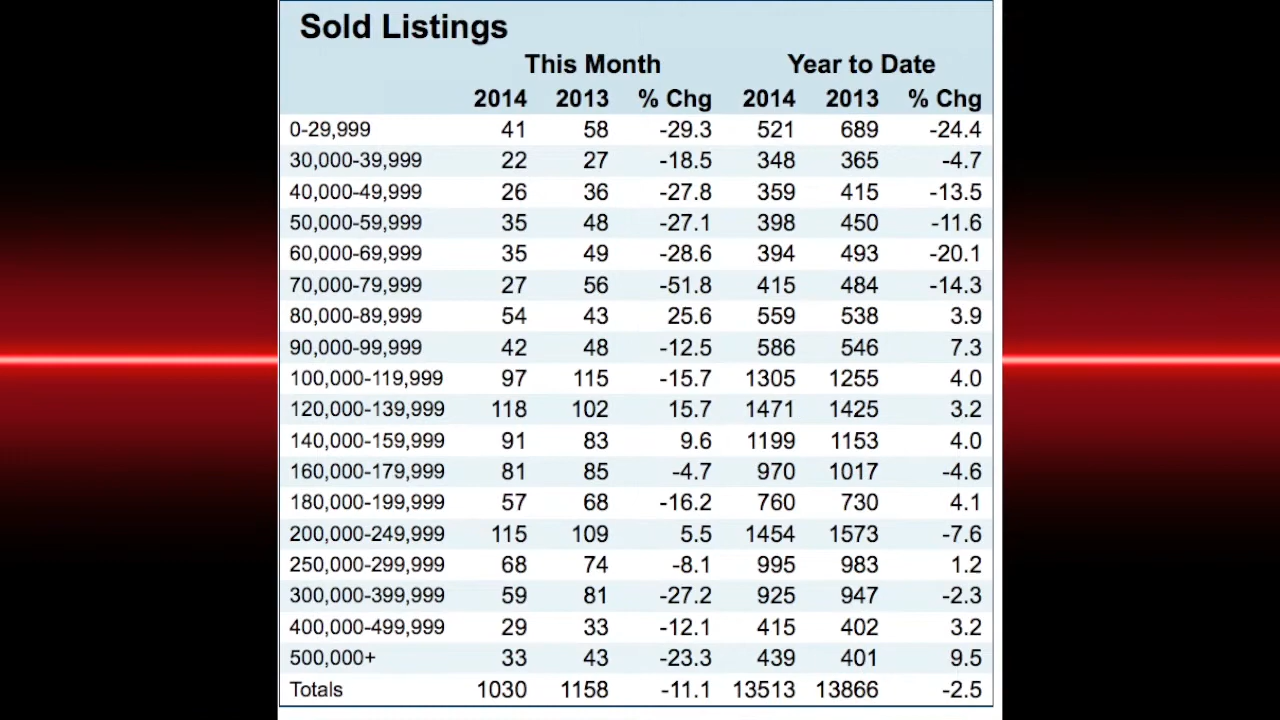 Sold Listings
This Month Year to Date
2014 2013 % Chg 2014 2013 % Chg
0-29,999 41 58 -29.3 521 689 -24.4
30,000-39,999 22 27 -18.5 348 365 -4.7
40,000-49,999 26 36 -27.8 359 415 -13.5
50,000-59,999 35 48 -27.1 398 450 -11.6
60,000-69,999 35 49 -28.6 394 493 -20.1
70,000-79,999 27 56 -51.8 415 484 -14.3
80,000-89,999 54 43 25.6 559 538 3.9
90,000-99,999 42 48 -12.5 586 546 7.3
100,000-119,999 97 115 -15.7 1305 1255 4.0
120,000-139,999 118 102 15.7 1471 1425 3.2
140,000-159,999 91 83 9.6 1199 1153 4.0
160,000-179,999 81 85 -4.7 970 1017 -4.6
180,000-199,999 57 68 -16.2 760 730 4.1
200,000-249,999 115 109 5.5 1454 1573 -7.6
250,000-299,999 68 74 -8.1 995 983 1.2
300,000-399,999 59 81 -27.2 925 947 -2.3
400,000-499,999 29 33 -12.1 415 402 3.2
500,000+ 33 43 -23.3 439 401 9.5
Totals 1030 1158 -11.1 13513 13866 -2.5